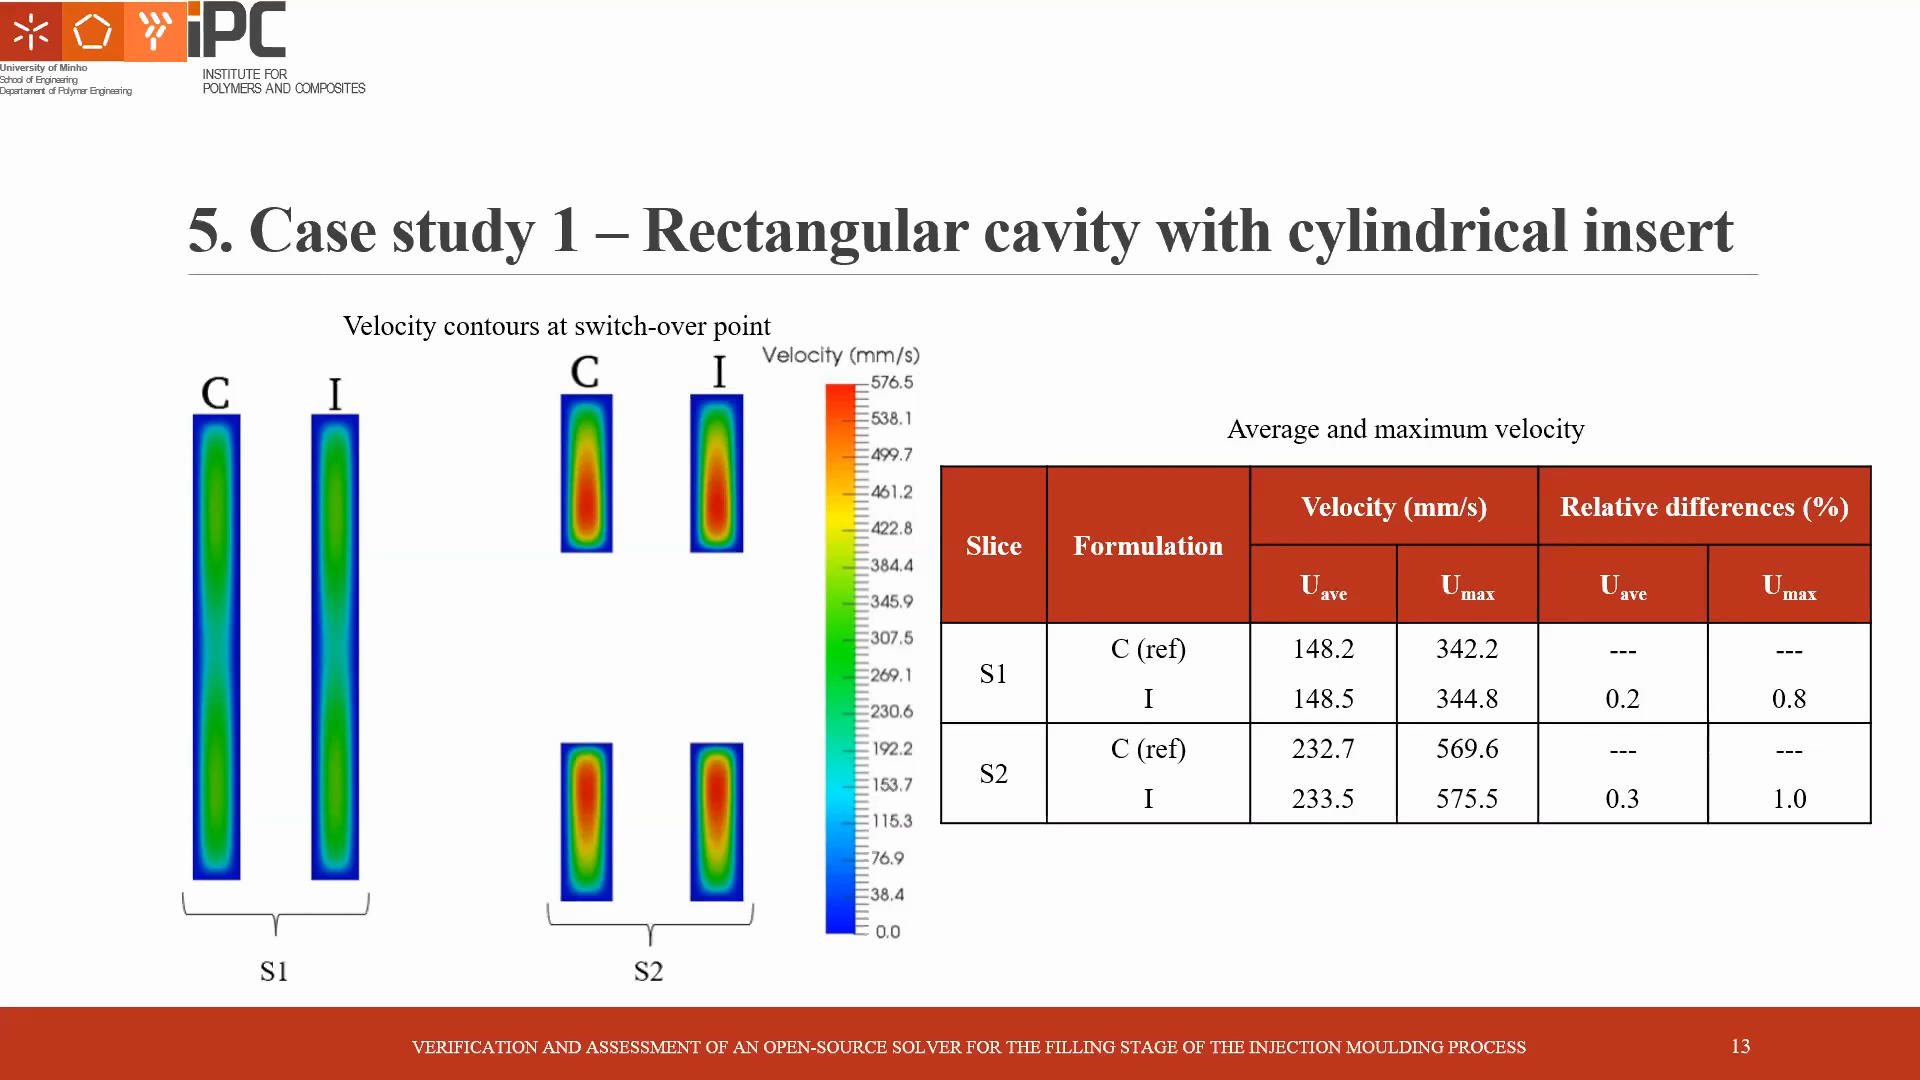 iPC
University of Minho
School of Engineering
Departament of Polymer Engineering
INSTITUTE FOR
POLYMERS AND COMPOSITES
5. Case study 1 – Rectangular cavity with cylindrical insert
Velocity contours at switch-over point
C I C I
Velocity (mm/s)
576.5
538.1
499.7
461.2
422.8
384.4
345.9
307.5
269.1
230.6
192.2
153.7
115.3
76.9
38.4
0.0
S1 S2
Average and maximum velocity
Slice Formulation Velocity (mm/s) Relative differences (%)
Uave Umax Uave Umax
S1 C (ref) 148.2 342.2 --- ---
I 148.5 344.8 0.2 0.8
S2 C (ref) 232.7 569.6 --- ---
I 233.5 575.5 0.3 1.0
VERIFICATION AND ASSESSMENT OF AN OPEN-SOURCE SOLVER FOR THE FILLING STAGE OF THE INJECTION MOULDING PROCESS 13